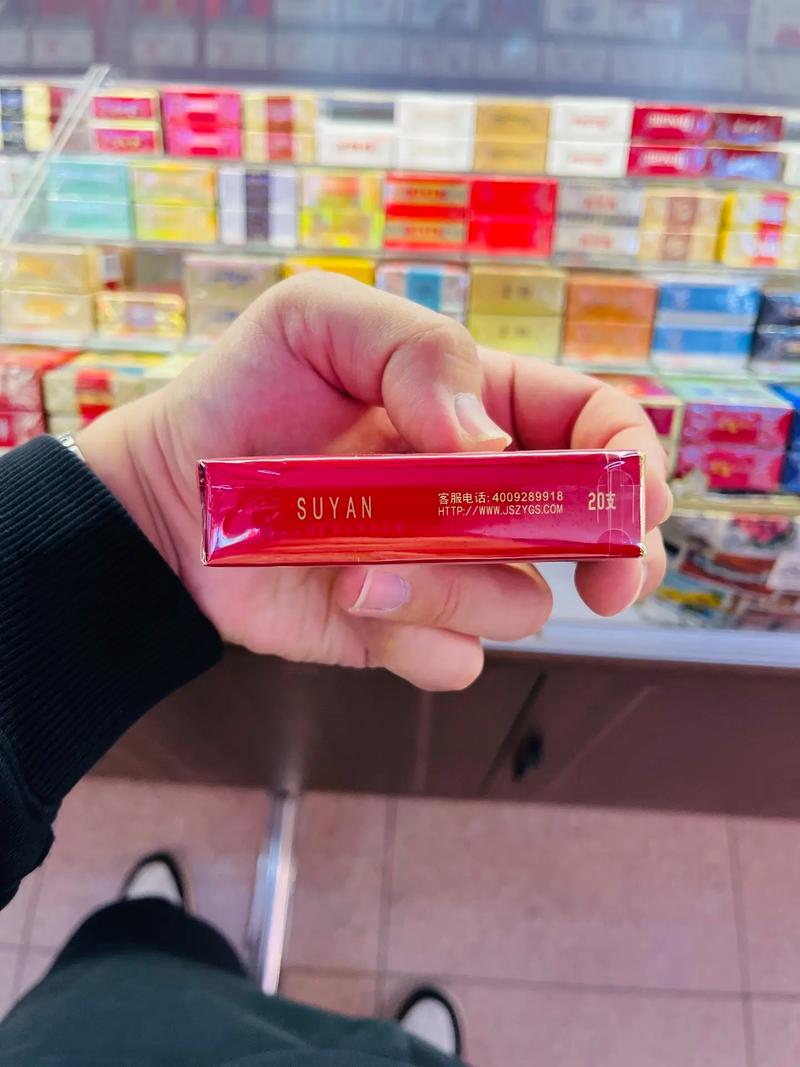 SUYAN
客服电话:4009289918
HTTP://WWW.JSZYGS.COM
20支